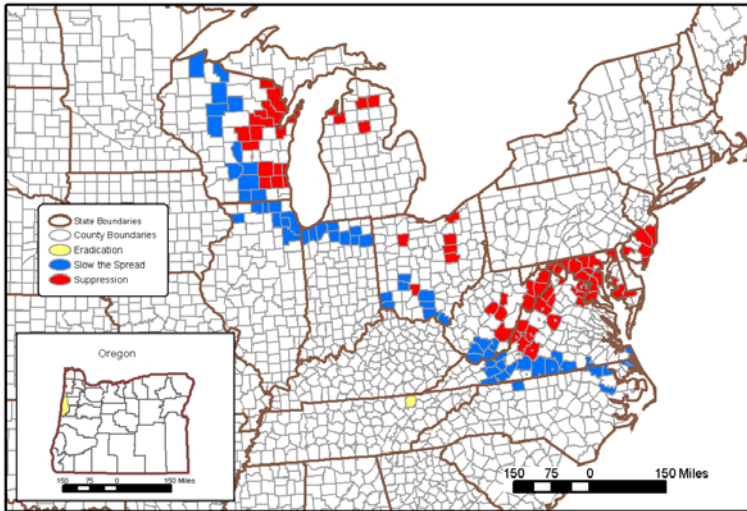 State Boundaries
County Boundaries
Eradication
Slow the Spread
Suppression
Oregon
150 75 0 150 Miles
150 75 0 150 Miles